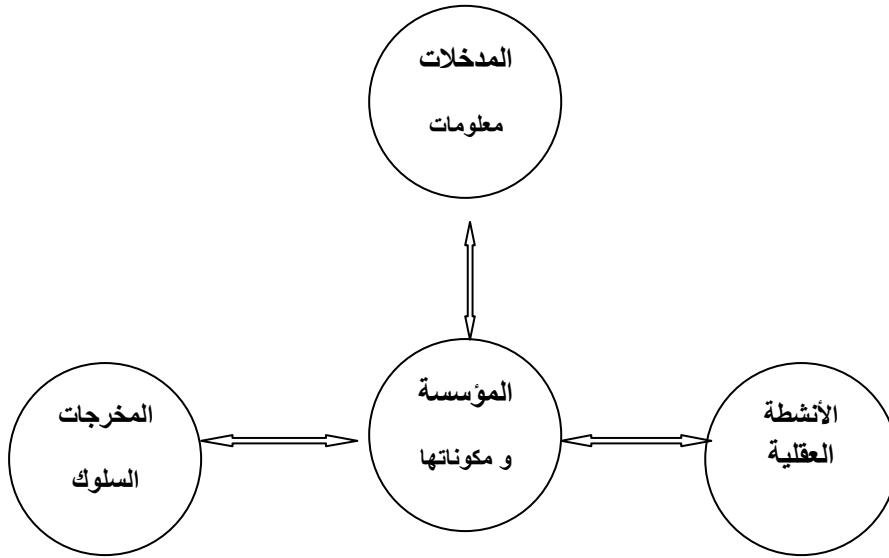 المدخلات
معلومات
المؤسسة
و مكوناتها
الأنشطة
العقلية
المخرجات
السلوك